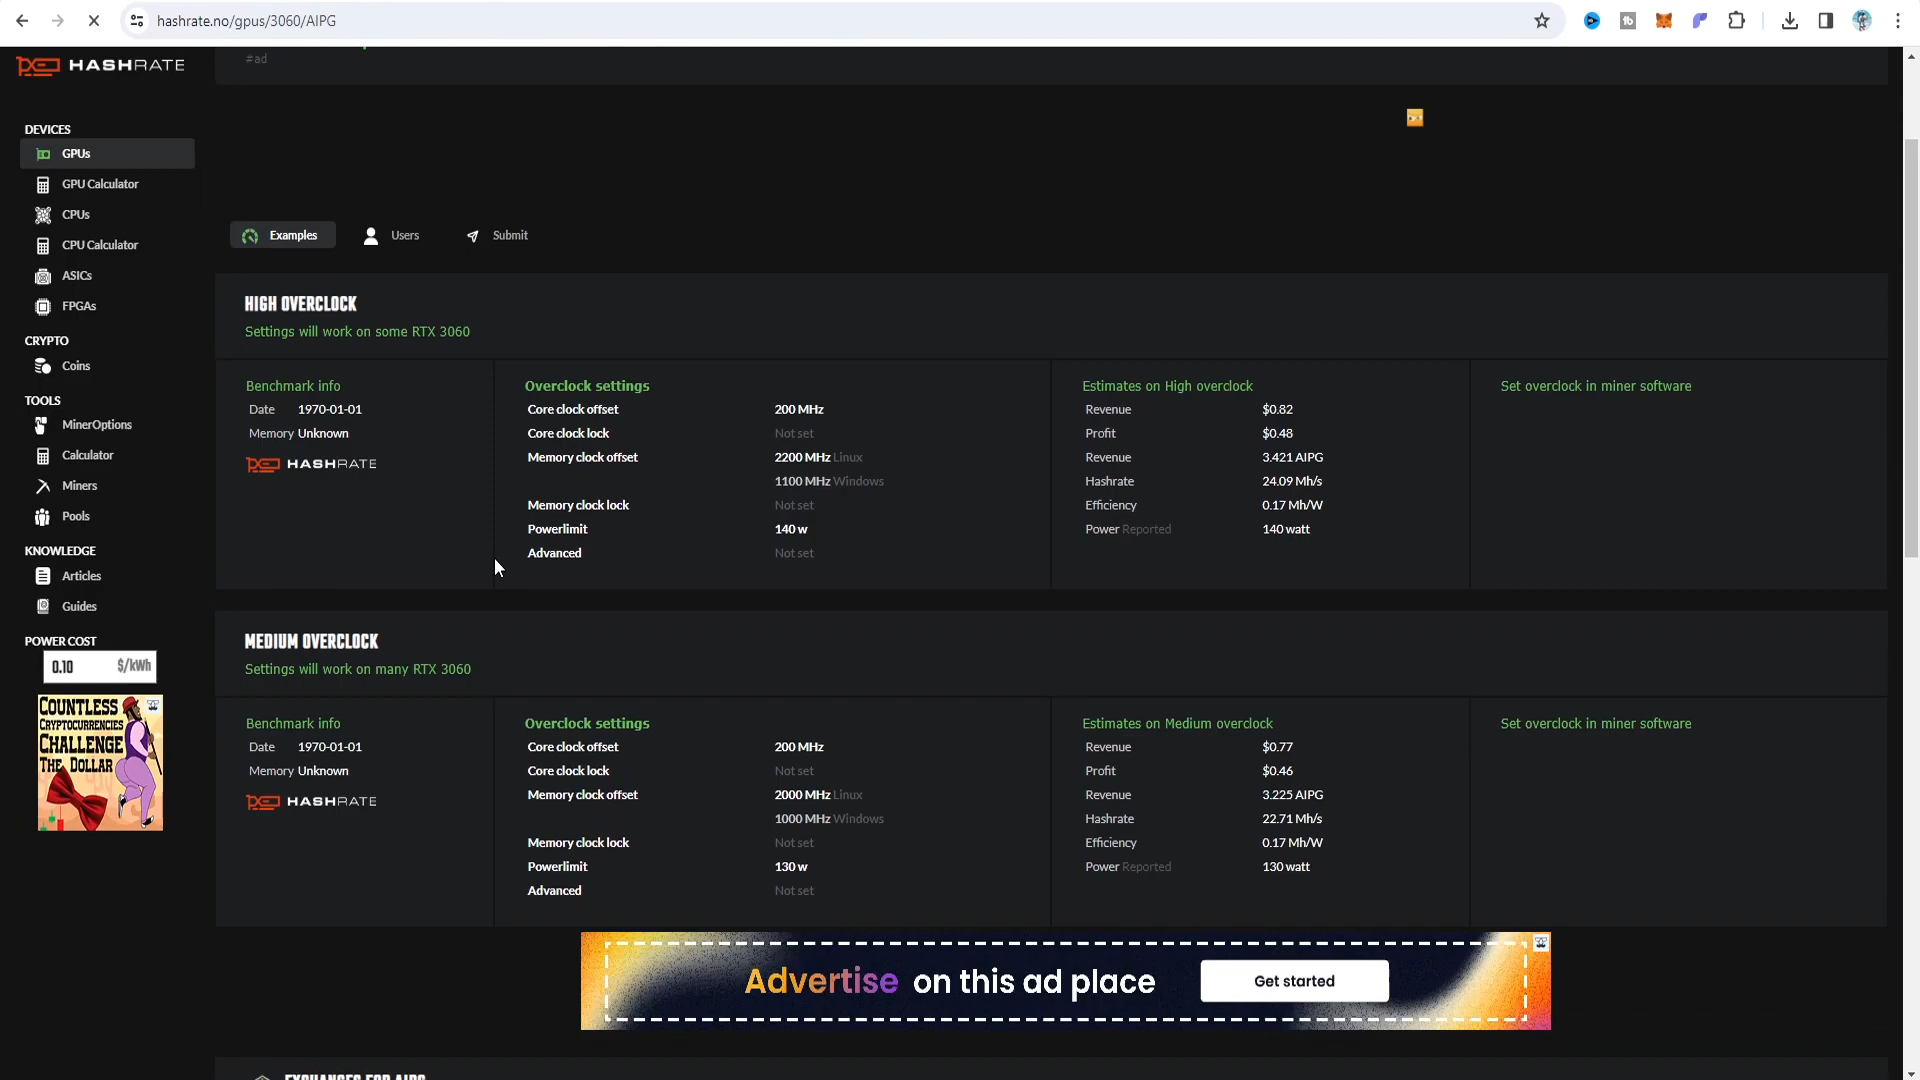 hashrate.no/gpus/3060/AIPG
HASHRATE
#ad
DEVICES
GPUs
GPU Calculator
CPUs
CPU Calculator
ASICs
FPGAs
CRYPTO
Coins
TOOLS
MinerOptions
Calculator
Miners
Pools
KNOWLEDGE
Articles
Guides
POWER COST
0.10 $/kWh
COUNTLESS
CRYPTOCURRENCIES
CHALLENGE
THE DOLLAR
Examples Users Submit
HIGH OVERCLOCK
Settings will work on some RTX 3060
Benchmark info
Date 1970-01-01
Memory Unknown
HASHRATE
Overclock settings
Core clock offset 200 MHz
Core clock lock Not set
Memory clock offset 2200 MHz Linux
1100 MHz Windows
Memory clock lock Not set
Powerlimit 140 w
Advanced Not set
Estimates on High overclock
Revenue $0.82
Profit $0.48
Revenue 3.421 AIPG
Hashrate 24.09 Mh/s
Efficiency 0.17 Mh/W
Power Reported 140 watt
Set overclock in miner software
MEDIUM OVERCLOCK
Settings will work on many RTX 3060
Benchmark info
Date 1970-01-01
Memory Unknown
HASHRATE
Overclock settings
Core clock offset 200 MHz
Core clock lock Not set
Memory clock offset 2000 MHz Linux
1000 MHz Windows
Memory clock lock Not set
Powerlimit 130 w
Advanced Not set
Estimates on Medium overclock
Revenue $0.77
Profit $0.46
Revenue 3.225 AIPG
Hashrate 22.71 Mh/s
Efficiency 0.17 Mh/W
Power Reported 130 watt
Set overclock in miner software
Advertise on this ad place Get started
EXCHANGES FOR AIPG